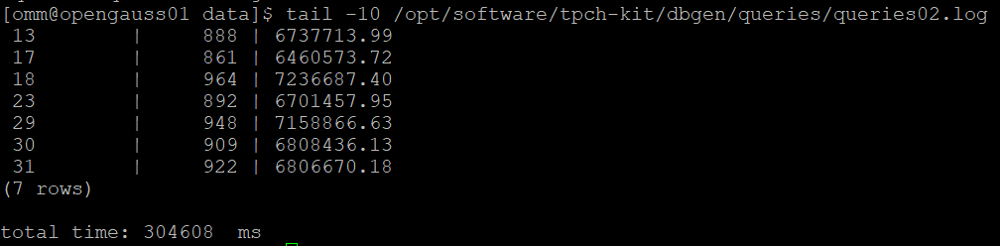 [omm@opengauss01 data]$ tail -10 /opt/software/tpch-kit/dbgen/queries/queries02.log
 13         |     888 | 6737713.99
 17         |     861 | 6460573.72
 18         |     964 | 7236687.40
 23         |     892 | 6701457.95
 29         |     948 | 7158866.63
 30         |     909 | 6808436.13
 31         |     922 | 6806670.18
(7 rows)

total time: 304608  ms